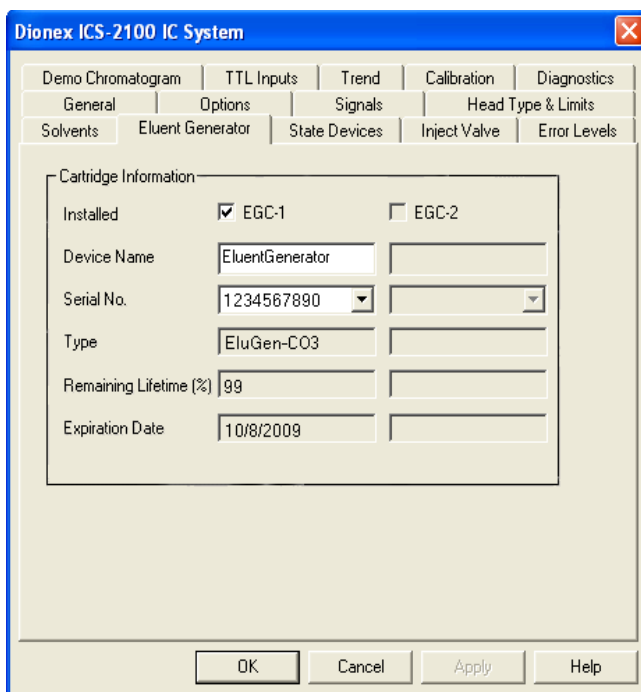 Dionex ICS-2100 IC System
Demo Chromatogram TTL Inputs Trend Calibration Diagnostics
General Options Signals Head Type & Limits
Solvents Eluent Generator State Devices Inject Valve Error Levels
Cartridge Information
Installed EGC-1 EGC-2
Device Name EluentGenerator
Serial No. 1234567890
Type EluGen-CO3
Remaining Lifetime (%) 99
Expiration Date 10/8/2009
OK Cancel Apply Help